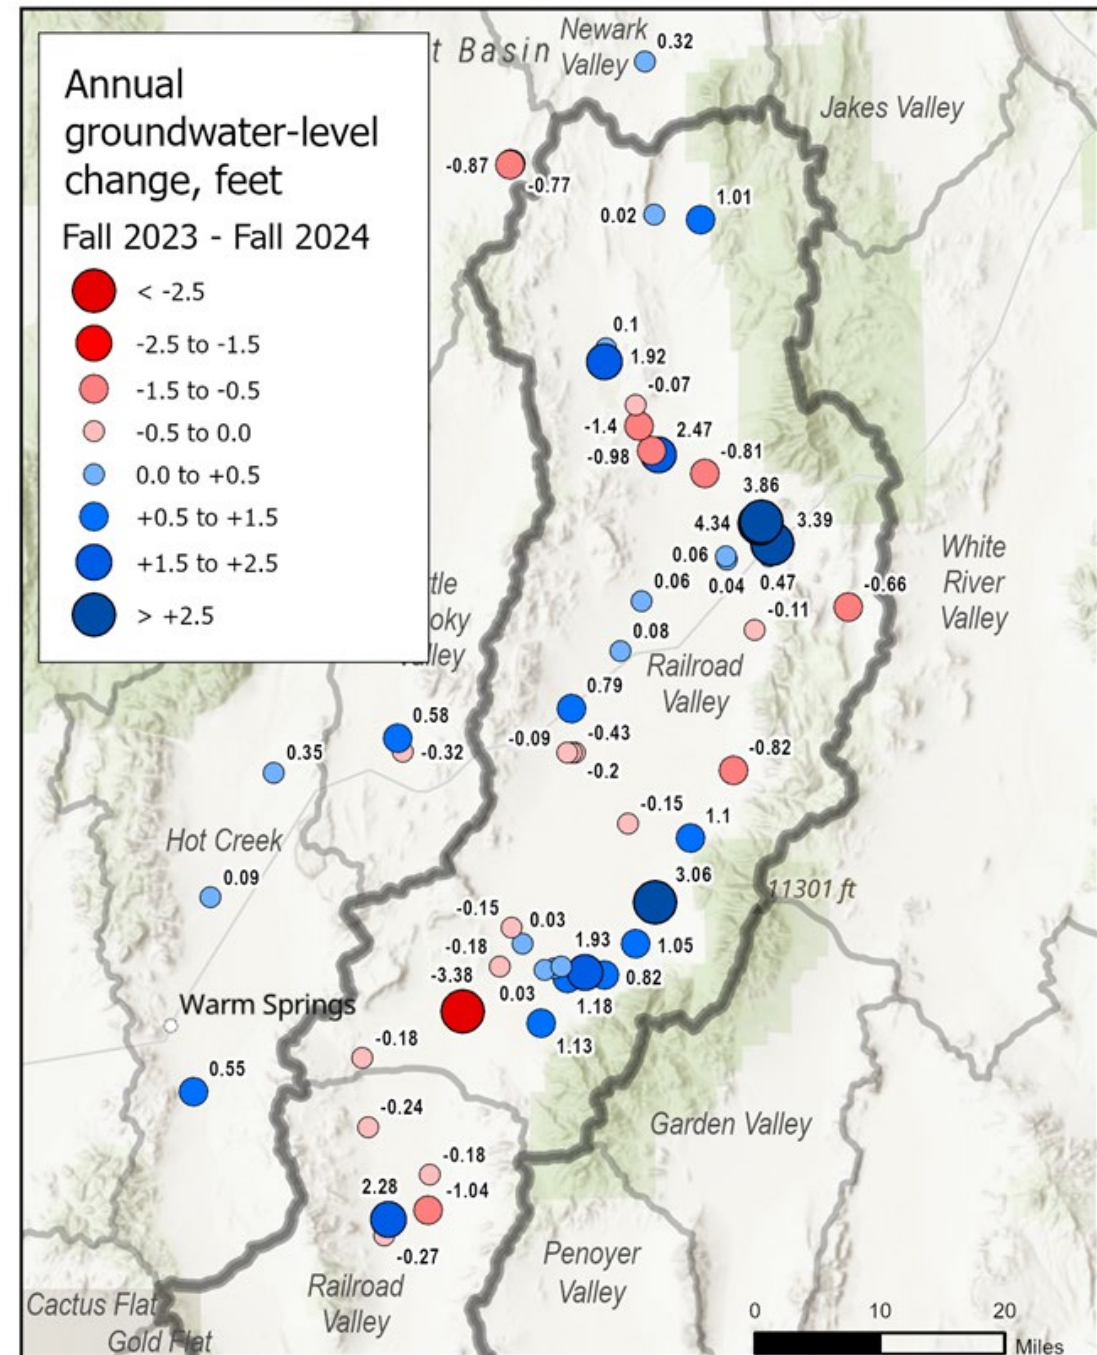 Annual
groundwater-level
change, feet
Fall 2023 - Fall 2024
< -2.5
-2.5 to -1.5
-1.5 to -0.5
-0.5 to 0.0
0.0 to +0.5
+0.5 to +1.5
+1.5 to +2.5
> +2.5
t Basin
Newark
Valley
0.32
Jakes Valley
-0.87
-0.77
0.02
1.01
0.1
1.92
-0.07
-1.4
2.47
-0.98
-0.81
3.86
4.34
3.39
0.06
0.04
0.47
White
River
Valley
-0.66
0.06
-0.11
tle
oky
alley
0.08
Railroad
Valley
0.79
0.58
-0.32
-0.09
-0.43
-0.2
0.35
-0.82
-0.15
1.1
Hot Creek
0.09
3.06
11301 ft
-0.15
0.03
-0.18
1.93
1.05
-3.38
0.03
0.82
1.18
Warm Springs
1.13
-0.18
0.55
-0.24
Garden Valley
-0.18
2.28
-1.04
-0.27
Railroad
Valley
Penoyer
Valley
Cactus Flat
Gold Flat
0 10 20
Miles